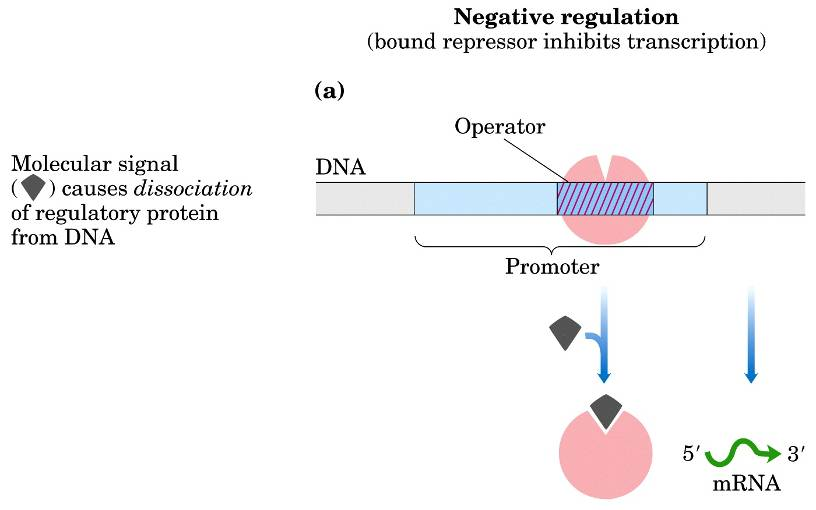 Negative regulation
(bound repressor inhibits transcription)
(a)
Operator
Molecular signal
( ) causes dissociation
of regulatory protein
from DNA
DNA
Promoter
5′ 3′
mRNA